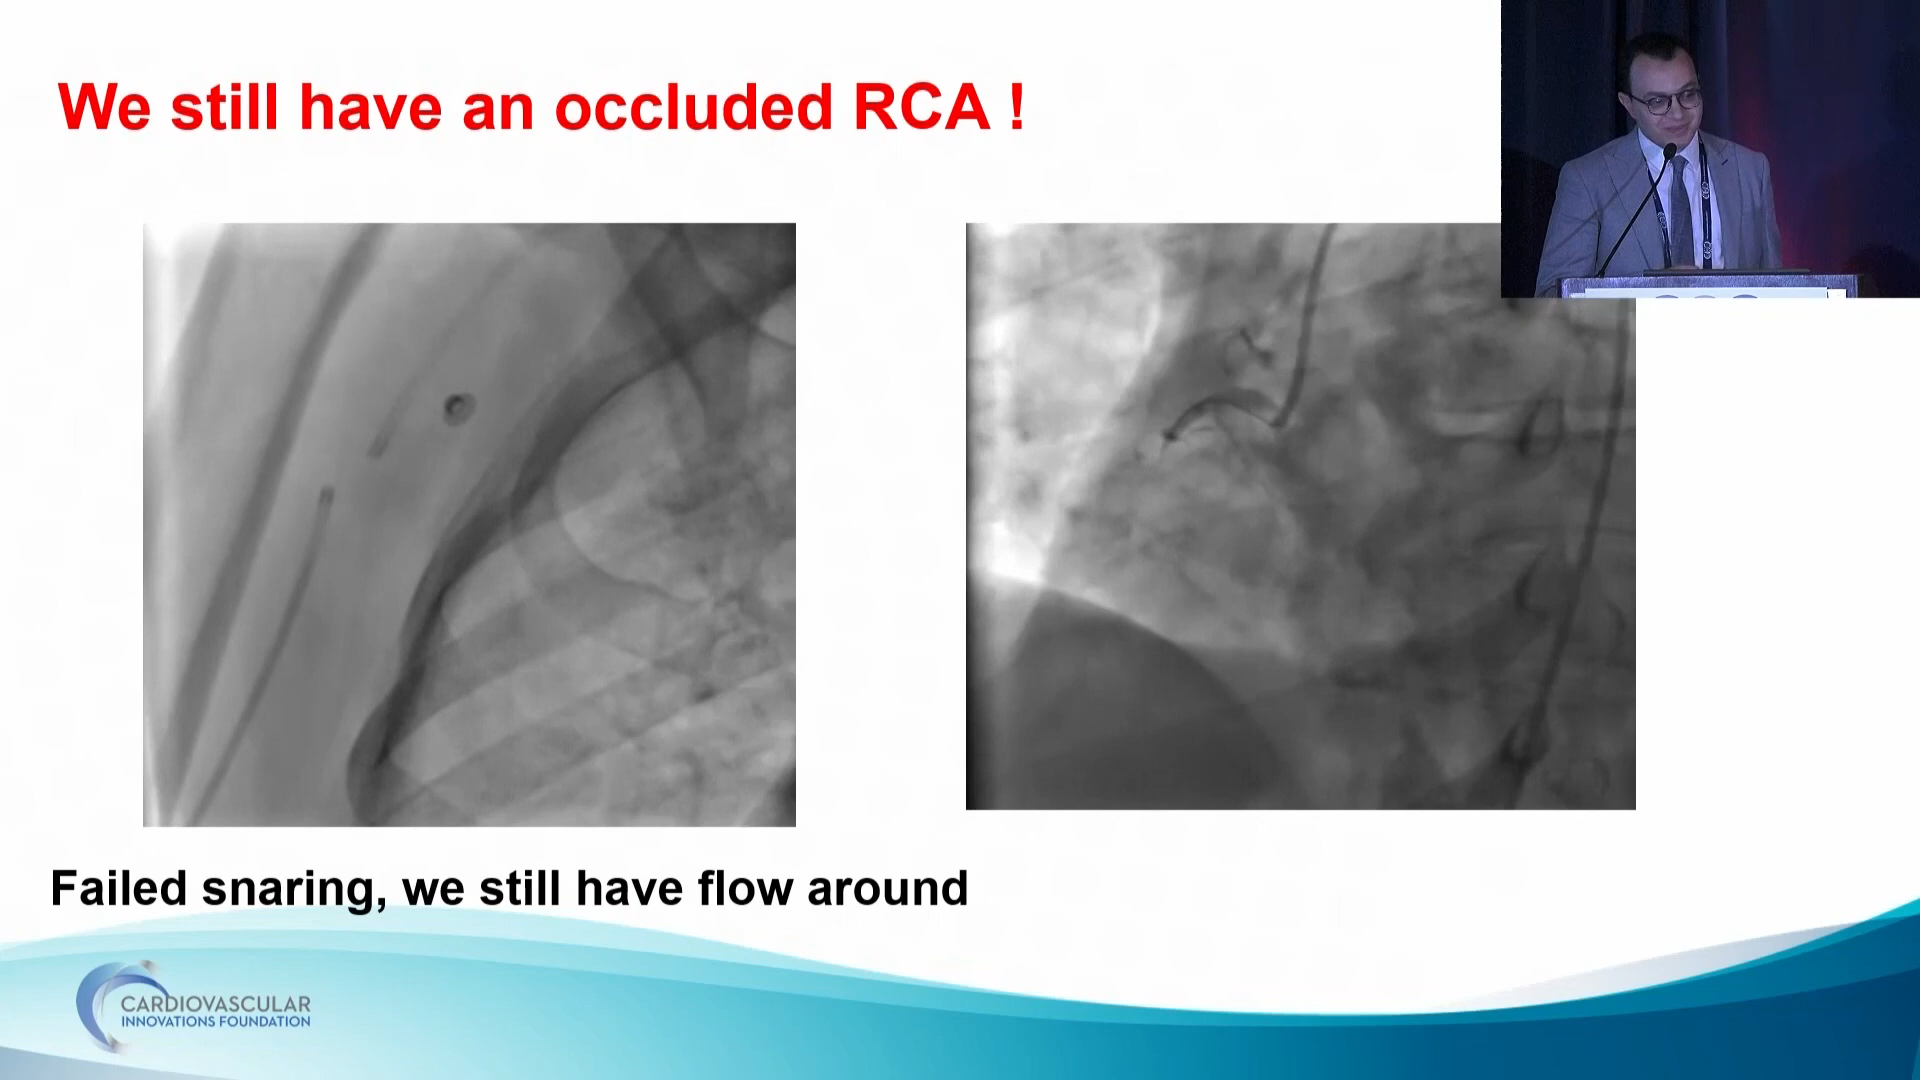 We still have an occluded RCA !
Failed snaring, we still have flow around
CARDIOVASCULAR
INNOVATIONS FOUNDATION